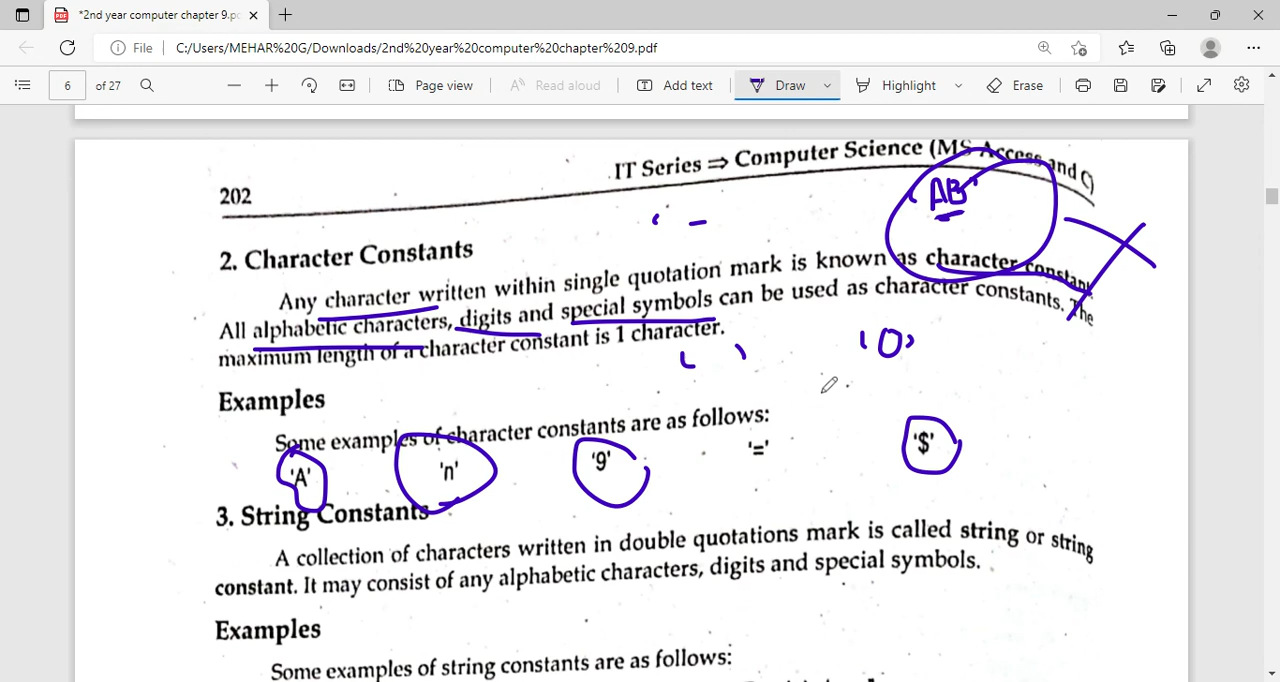 *2nd year computer chapter 9.pd
File C:/Users/MEHAR%20G/Downloads/2nd%20year%20computer%20chapter%209.pdf
6 of 27 Page view Read aloud Add text Draw Highlight Erase
IT Series ⇒ Computer Science (MS Access and C)
202
'AB'
' -
2. Character Constants
Any character written within single quotation mark is known as character constant.
All alphabetic characters, digits and special symbols can be used as character constants. The
maximum length of a character constant is 1 character.
' '
'0'
Examples
Some examples of character constants are as follows:
'A' 'n' '9' '=' '$'
3. String Constants
A collection of characters written in double quotations mark is called string or string
constant. It may consist of any alphabetic characters, digits and special symbols.
Examples
Some examples of string constants are as follows: